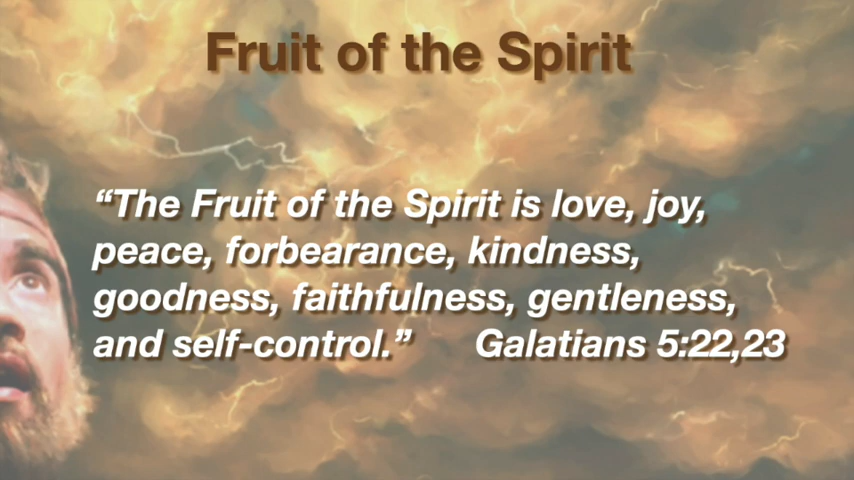 Fruit of the Spirit
“The Fruit of the Spirit is love, joy,
peace, forbearance, kindness,
goodness, faithfulness, gentleness,
and self-control.” Galatians 5:22,23